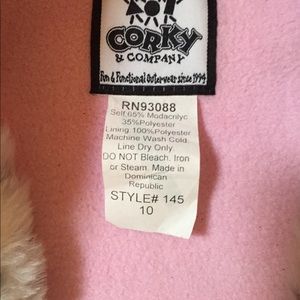 CORKY
& COMPANY
Fun & Functional Outerwear since 1994
RN93088
Self:65% Modacrilyc
35%Polyester
Lining:100%Polyester
Machine Wash Cold.
Line Dry Only
DO NOT Bleach. Iron
or Steam. Made in
Dominican
Republic
STYLE# 145
10